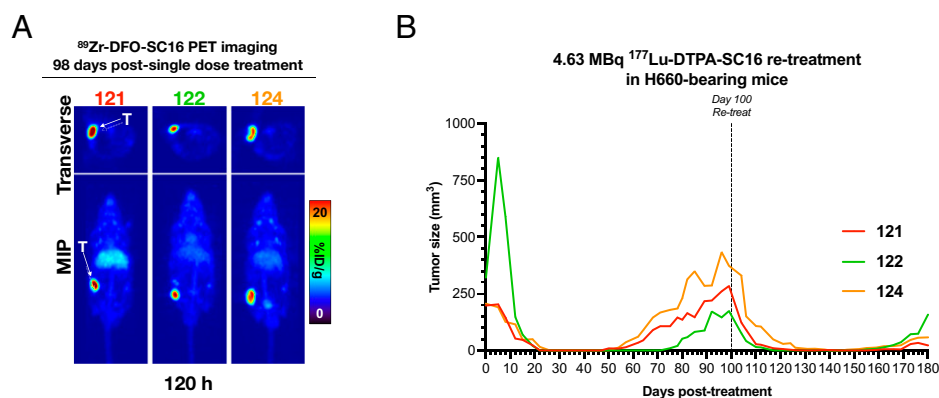 A
⁸⁹Zr-DFO-SC16 PET imaging
98 days post-single dose treatment
121 122 124
Transverse
T
MIP
T
20
%ID/g
0
120 h
B
4.63 MBq ¹⁷⁷Lu-DTPA-SC16 re-treatment
in H660-bearing mice
Day 100
Re-treat
Tumor size (mm³)
1000
750
500
250
0
121
122
124
0 10 20 30 40 50 60 70 80 90 100 110 120 130 140 150 160 170 180
Days post-treatment